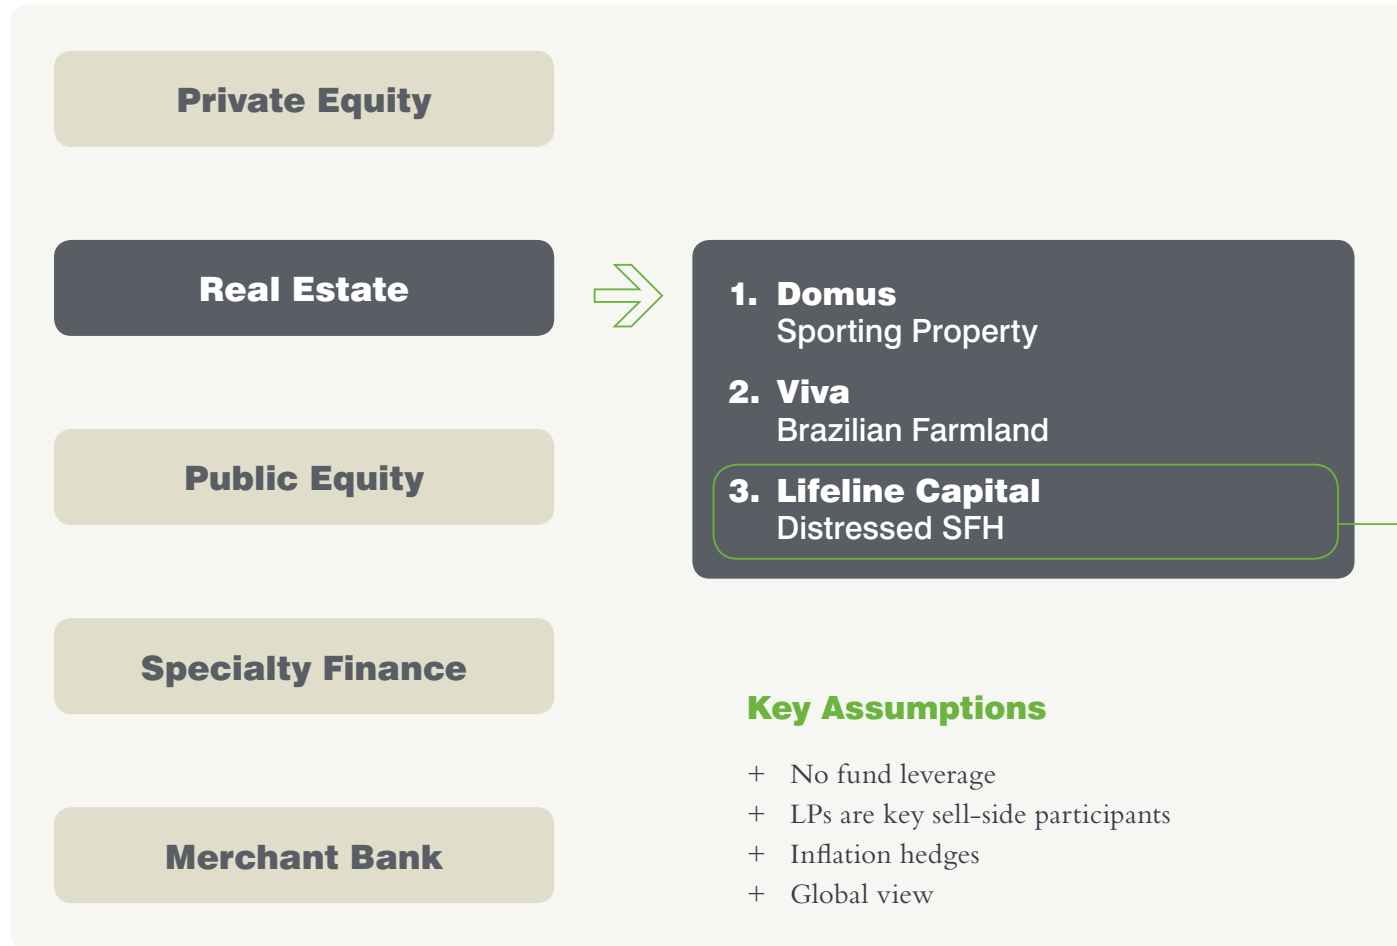 Private Equity
Real Estate
Public Equity
Specialty Finance
Merchant Bank
1. Domus
Sporting Property
2. Viva
Brazilian Farmland
3. Lifeline Capital
Distressed SFH
Key Assumptions
+ No fund leverage
+ LPs are key sell-side participants
+ Inflation hedges
+ Global view